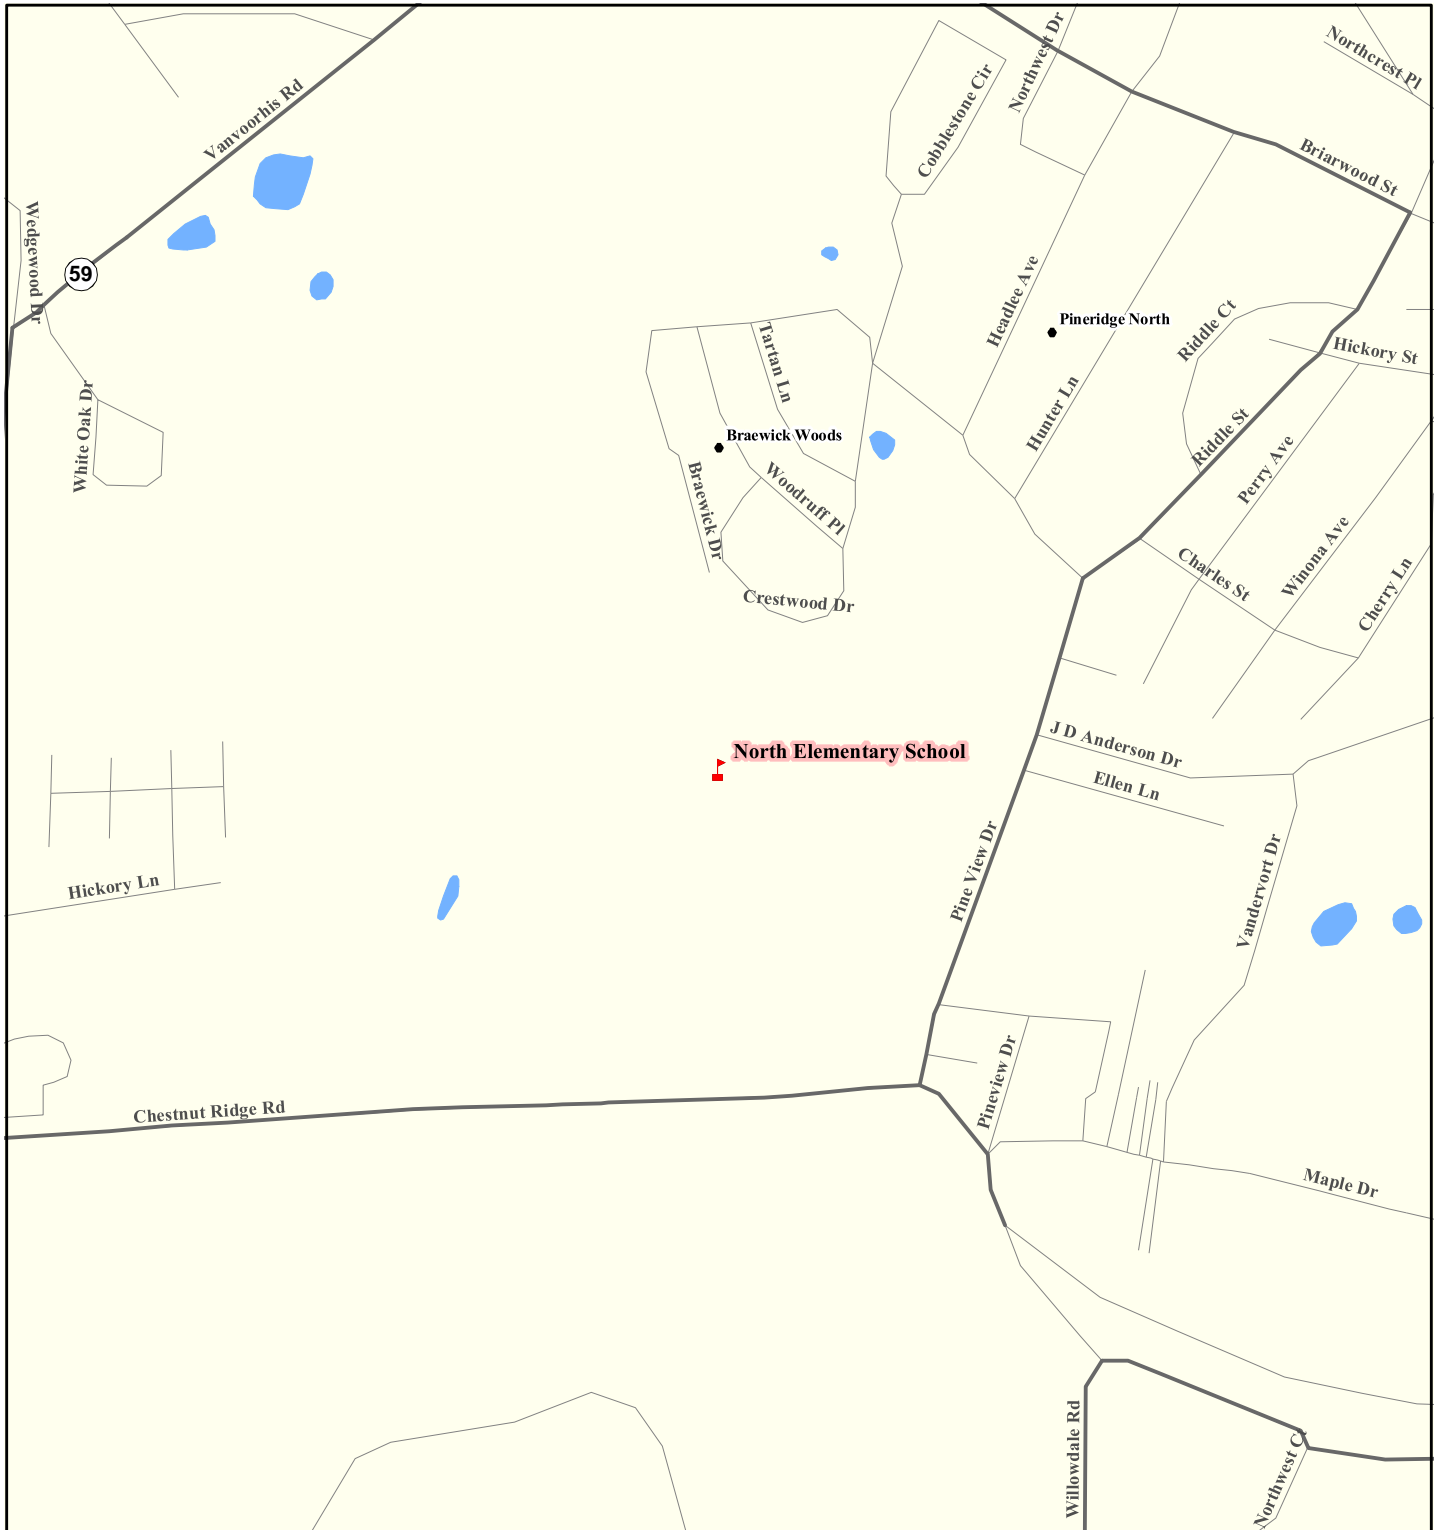 Northwest Dr
Northcrest Pl
Cobblestone Cir
Vanvoorhis Rd
Briarwood St
Wedgewood Dr
59
Headlee Ave
Pineridge North
Riddle Ct
Hickory St
Tartan Ln
Hunter Ln
White Oak Dr
Braewick Woods
Riddle St
Perry Ave
Woodruff Pl
Braewick Dr
Winona Ave
Charles St
Cherry Ln
Crestwood Dr
North Elementary School
J D Anderson Dr
Ellen Ln
Pine View Dr
Vandervort Dr
Hickory Ln
Pineview Dr
Chestnut Ridge Rd
Maple Dr
Willowdale Rd
Northwest Ct